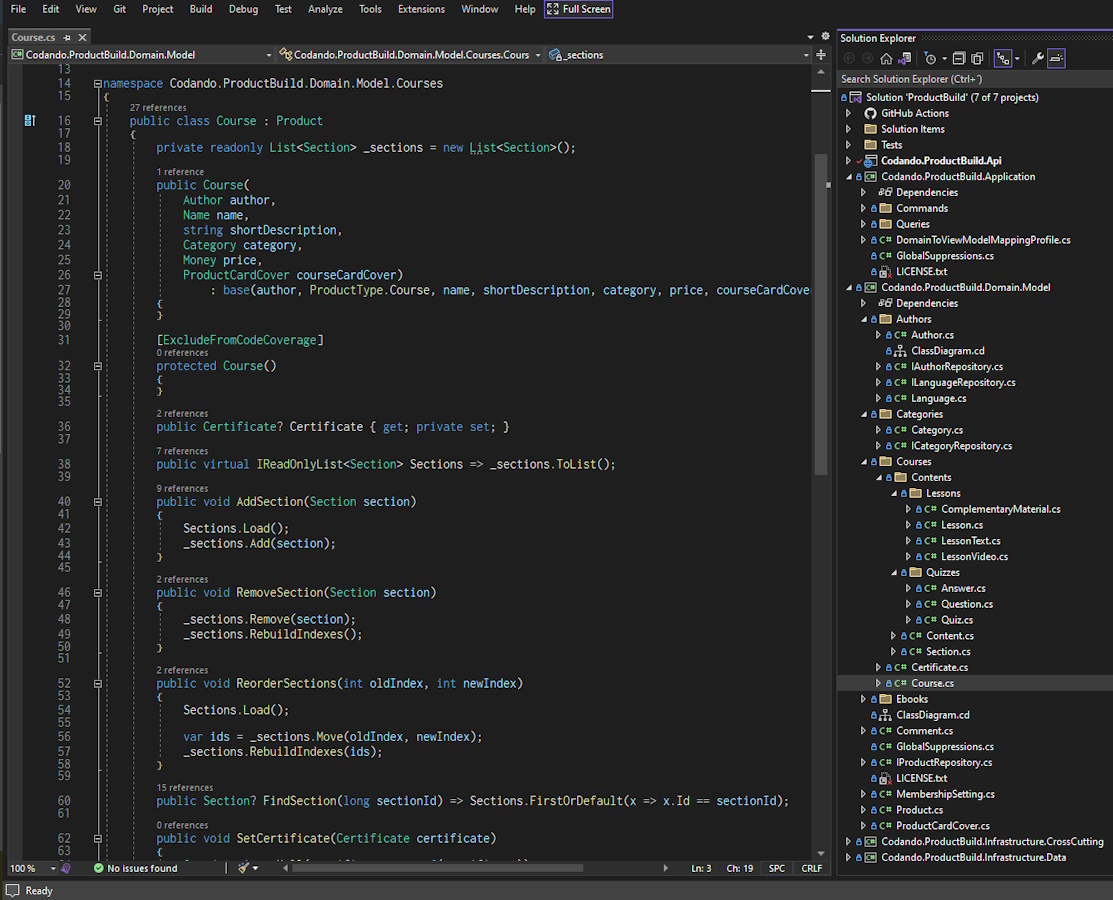 File Edit View Git Project Build Debug Test Analyze Tools Extensions Window Help Full Screen
Course.cs
Codando.ProductBuild.Domain.Model Codando.ProductBuild.Domain.Model.Courses.Cours _sections
13
14 namespace Codando.ProductBuild.Domain.Model.Courses
15 {
27 references
16 public class Course : Product
17 {
18 private readonly List<Section> _sections = new List<Section>();
19
1 reference
20 public Course(
21 Author author,
22 Name name,
23 string shortDescription,
24 Category category,
25 Money price,
26 ProductCardCover courseCardCover)
27 : base(author, ProductType.Course, name, shortDescription, category, price, courseCardCove
28 {
29 }
30
31 [ExcludeFromCodeCoverage]
0 references
32 protected Course()
33 {
34 }
35
2 references
36 public Certificate? Certificate { get; private set; }
37
7 references
38 public virtual IReadOnlyList<Section> Sections => _sections.ToList();
39
9 references
40 public void AddSection(Section section)
41 {
42 Sections.Load();
43 _sections.Add(section);
44 }
45
2 references
46 public void RemoveSection(Section section)
47 {
48 _sections.Remove(section);
49 _sections.RebuildIndexes();
50 }
51
2 references
52 public void ReorderSections(int oldIndex, int newIndex)
53 {
54 Sections.Load();
55
56 var ids = _sections.Move(oldIndex, newIndex);
57 _sections.RebuildIndexes(ids);
58 }
59
15 references
60 public Section? FindSection(long sectionId) => Sections.FirstOrDefault(x => x.Id == sectionId);
61
0 references
62 public void SetCertificate(Certificate certificate)
63 {
100 % No issues found Ln: 3 Ch: 19 SPC CRLF
Ready
Solution Explorer
Search Solution Explorer (Ctrl+´)
Solution 'ProductBuild' (7 of 7 projects)
GitHub Actions
Solution Items
Tests
Codando.ProductBuild.Api
C# Codando.ProductBuild.Application
Dependencies
Commands
Queries
C# DomainToViewModelMappingProfile.cs
C# GlobalSuppressions.cs
LICENSE.txt
C# Codando.ProductBuild.Domain.Model
Dependencies
Authors
C# Author.cs
ClassDiagram.cd
C# IAuthorRepository.cs
C# ILanguageRepository.cs
C# Language.cs
Categories
C# Category.cs
C# ICategoryRepository.cs
Courses
Contents
Lessons
C# ComplementaryMaterial.cs
C# Lesson.cs
C# LessonText.cs
C# LessonVideo.cs
Quizzes
C# Answer.cs
C# Question.cs
C# Quiz.cs
C# Content.cs
C# Section.cs
C# Certificate.cs
C# Course.cs
Ebooks
ClassDiagram.cd
C# Comment.cs
C# GlobalSuppressions.cs
C# IProductRepository.cs
LICENSE.txt
C# MembershipSetting.cs
C# Product.cs
C# ProductCardCover.cs
C# Codando.ProductBuild.Infrastructure.CrossCutting
C# Codando.ProductBuild.Infrastructure.Data